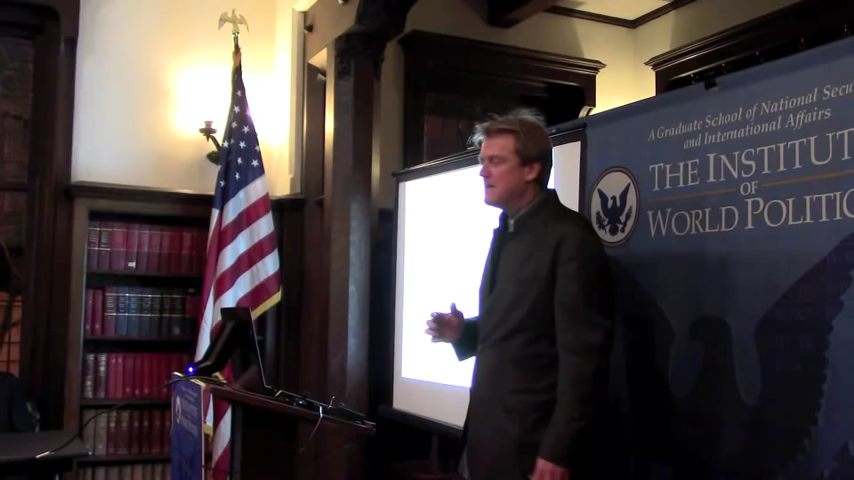 A Graduate School of National Secu
and International Affairs
THE INSTITUT
OF
WORLD POLITIC